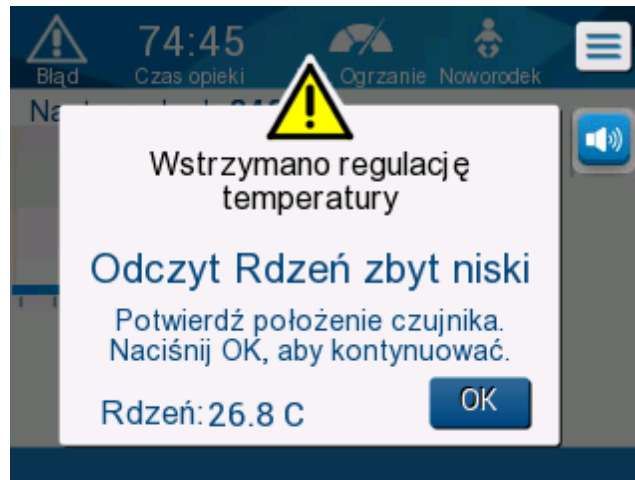 74:45
Błąd Czas opieki Ogrzanie Noworodek
Wstrzymano regulację
temperatury
Odczyt Rdzeń zbyt niski
Potwierdź położenie czujnika.
Naciśnij OK, aby kontynuować.
Rdzeń: 26.8 C OK